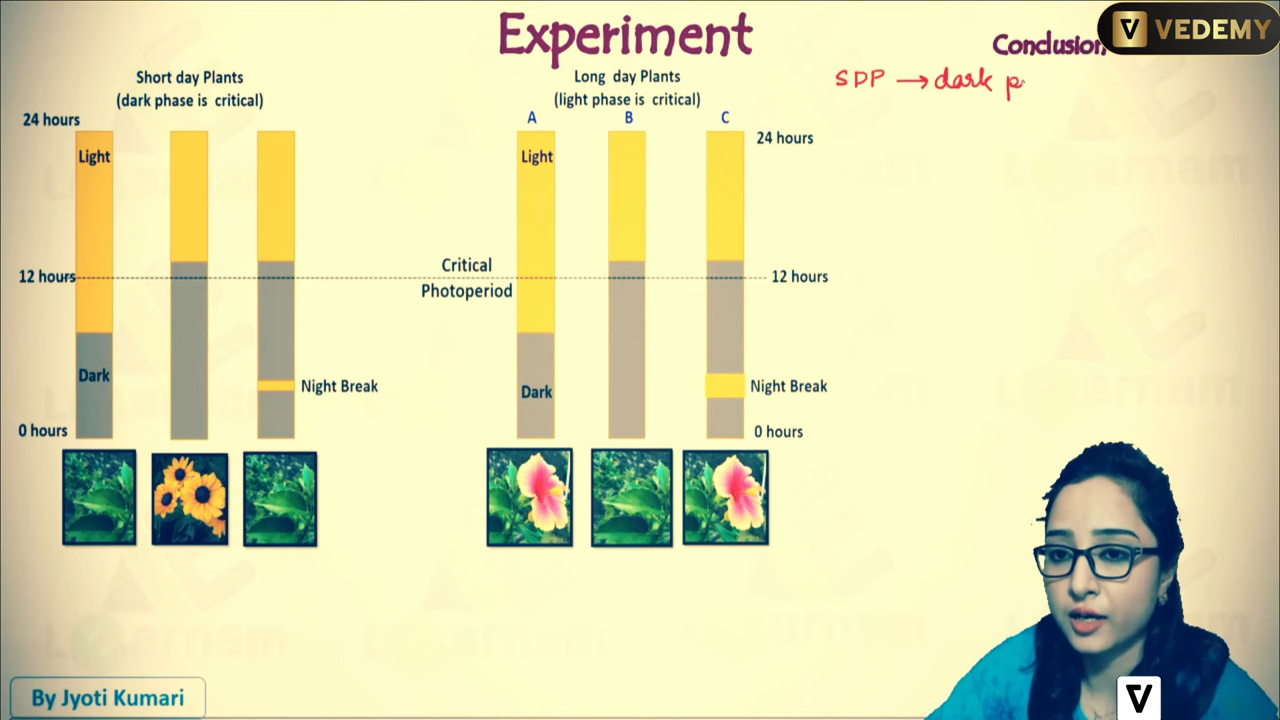 Experiment
VEDEMY
Conclusion
SDP → dark p
Short day Plants
(dark phase is critical)
24 hours
Light
12 hours
Dark
Night Break
0 hours
Long day Plants
(light phase is critical)
A B C
24 hours
Light
Critical
Photoperiod
12 hours
Dark
Night Break
0 hours
By Jyoti Kumari